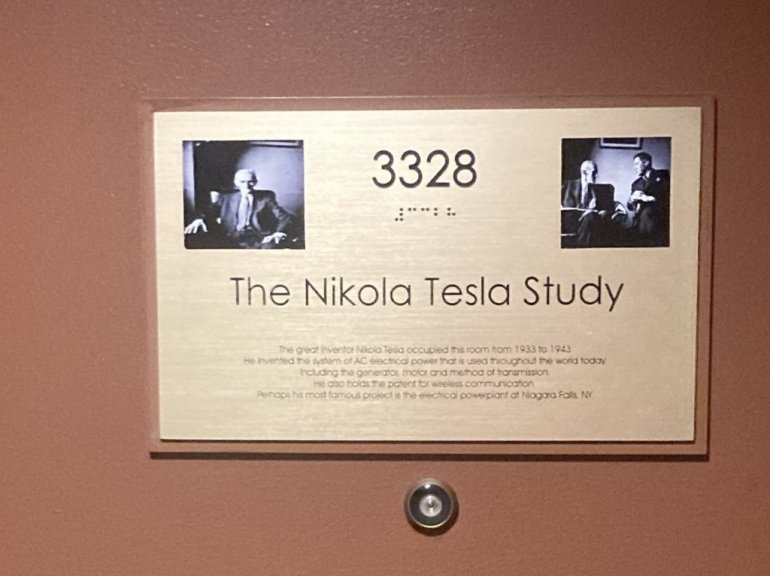 3328
⠼⠉⠉⠃⠓
The Nikola Tesla Study
The great inventor Nikola Tesla occupied this room from 1933 to 1943
He invented the system of AC electrical power that is used throughout the world today
including the generator, motor and method of transmission.
He also holds the patent for wireless communication
Perhaps his most famous project is the electrical powerplant at Niagara Falls, NY